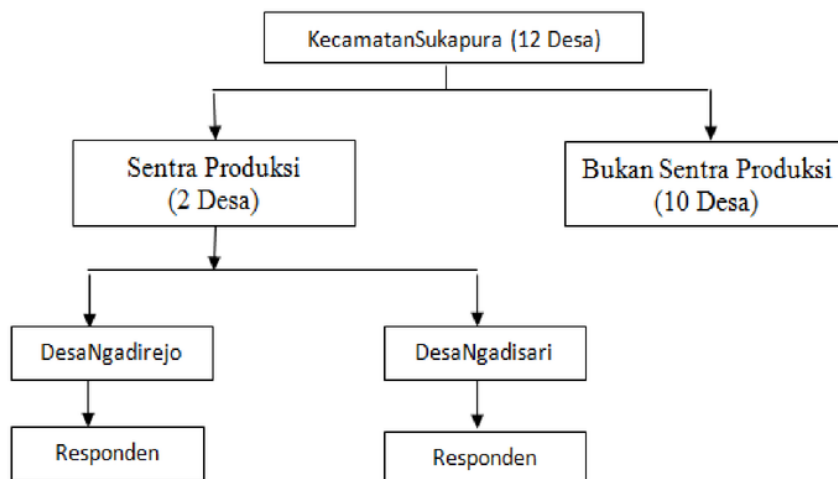 KecamatanSukapura (12 Desa)
Sentra Produksi
(2 Desa)
Bukan Sentra Produksi
(10 Desa)
DesaNgadirejo
DesaNgadisari
Responden
Responden